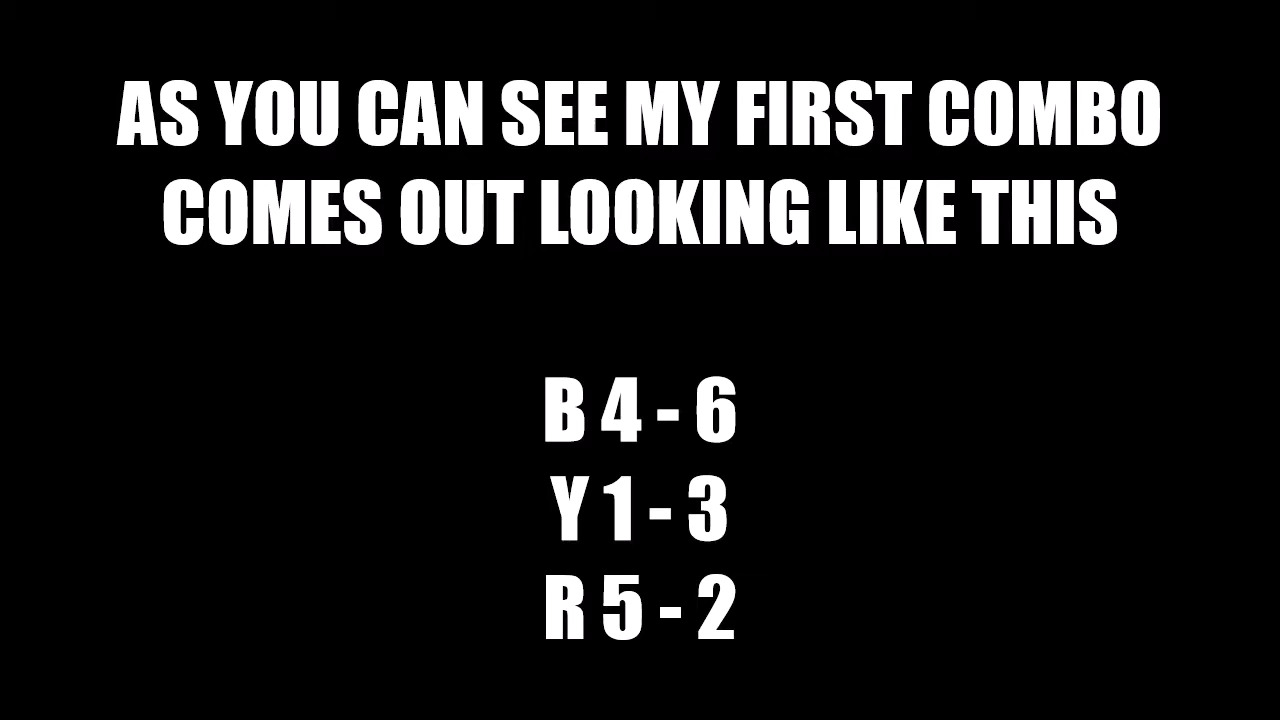 AS YOU CAN SEE MY FIRST COMBO
COMES OUT LOOKING LIKE THIS
B 4 - 6
Y 1 - 3
R 5 - 2